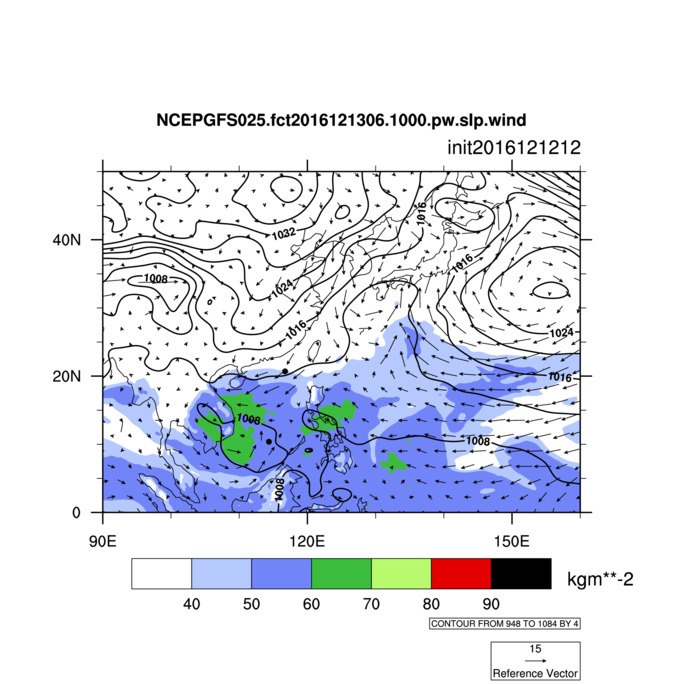 NCEPGFS025.fct2016121306.1000.pw.slp.wind
init2016121212
1032
1016
40N
1016
1008
1024
1016
1024
20N
1016
1008
1008
1008
0
90E 120E 150E
kgm**-2
40 50 60 70 80 90
CONTOUR FROM 948 TO 1084 BY 4
15
Reference Vector